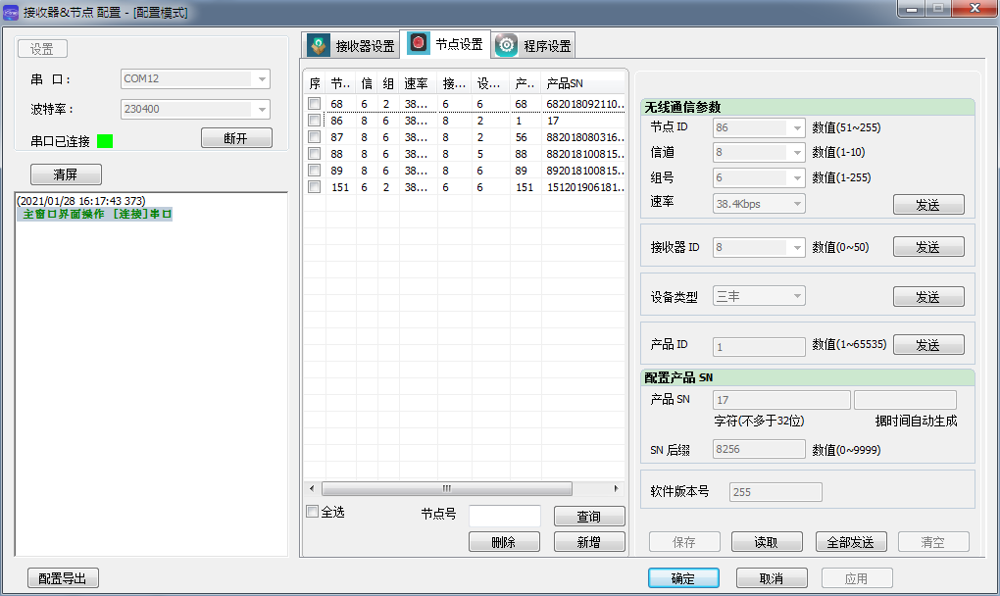 接收器&节点 配置 - [配置模式]
设置
串 口：
COM12
波特率：
230400
串口已连接
断开
清屏
(2021/01/28 16:17:43 373)
主窗口界面操作 [连接]串口
配置导出
接收器设置
节点设置
程序设置
序 节.. 信 组 速率 接... 设... 产.. 产品SN
68 6 2 38... 6 6 68 682018092110..
86 8 6 38... 8 2 1 17
87 8 6 38... 8 2 56 882018080316..
88 8 6 38... 8 5 88 882018100815..
89 8 6 38... 8 6 89 892018100815..
151 6 2 38... 6 6 151 151201906181..
全选
节点号
查询
删除
新增
无线通信参数
节点 ID 86 数值(51~255)
信道 8 数值(1-10)
组号 6 数值(1-255)
速率 38.4Kbps 发送
接收器 ID 8 数值(0~50) 发送
设备类型 三丰 发送
产品 ID 1 数值(1~65535) 发送
配置产品 SN
产品 SN 17
字符(不多于32位) 据时间自动生成
SN 后缀 8256 数值(0~9999)
软件版本号 255
保存 读取 全部发送 清空
确定 取消 应用